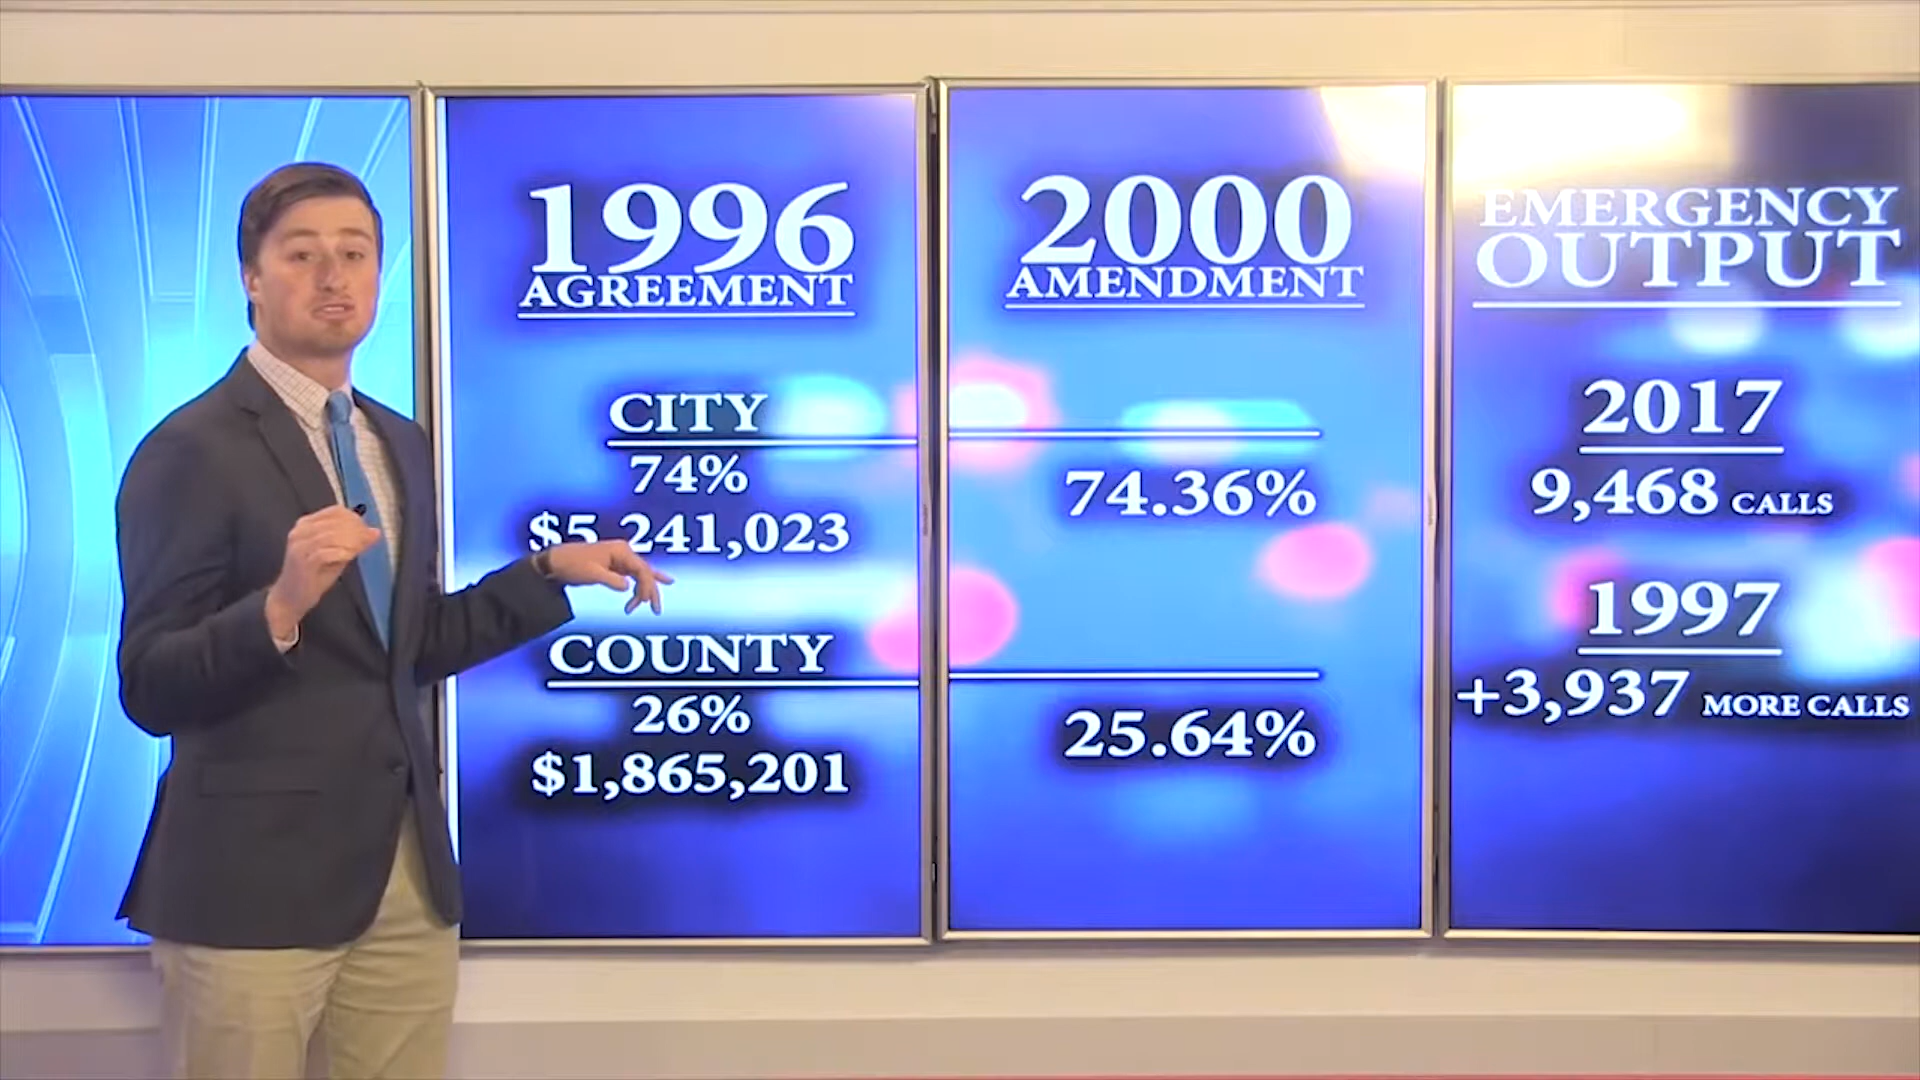 1996
AGREEMENT
CITY
74%
$5,241,023
COUNTY
26%
$1,865,201
2000
AMENDMENT
74.36%
25.64%
EMERGENCY
OUTPUT
2017
9,468 CALLS
1997
+3,937 MORE CALLS